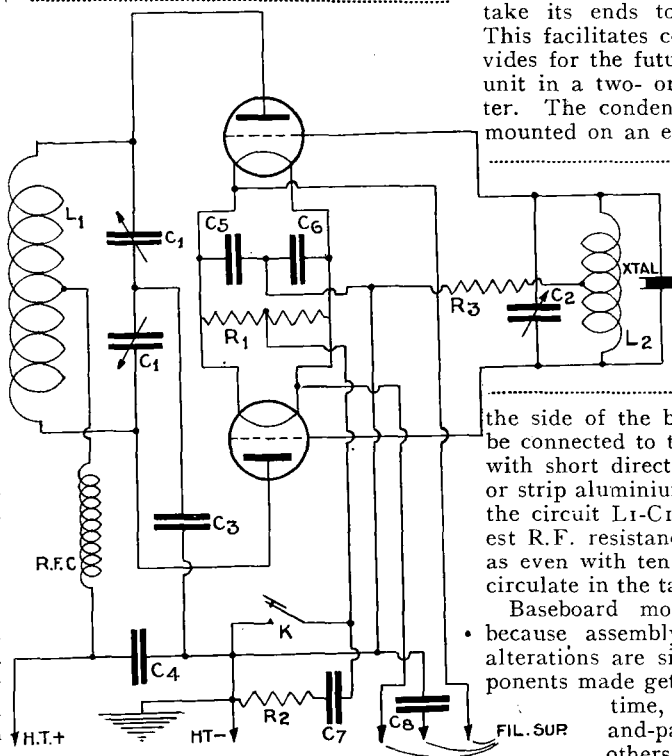 take its ends to
This facilitates c
vides for the futu
unit in a two- or
ter. The conden
mounted on an e
L1
C1
C5
C6
XTAL
R3
C2
R1
C1
L2
the side of the b
be connected to t
with short direct
or strip aluminiu
the circuit L1-C1
est R.F. resistan
as even with ten
circulate in the ta
Baseboard mo
because assembly
alterations are si
ponents made get
time,
and-pa
others
C3
R.F.C
K
C4
R2
C7
C8
H.T.+
HT-
FIL. SUP.